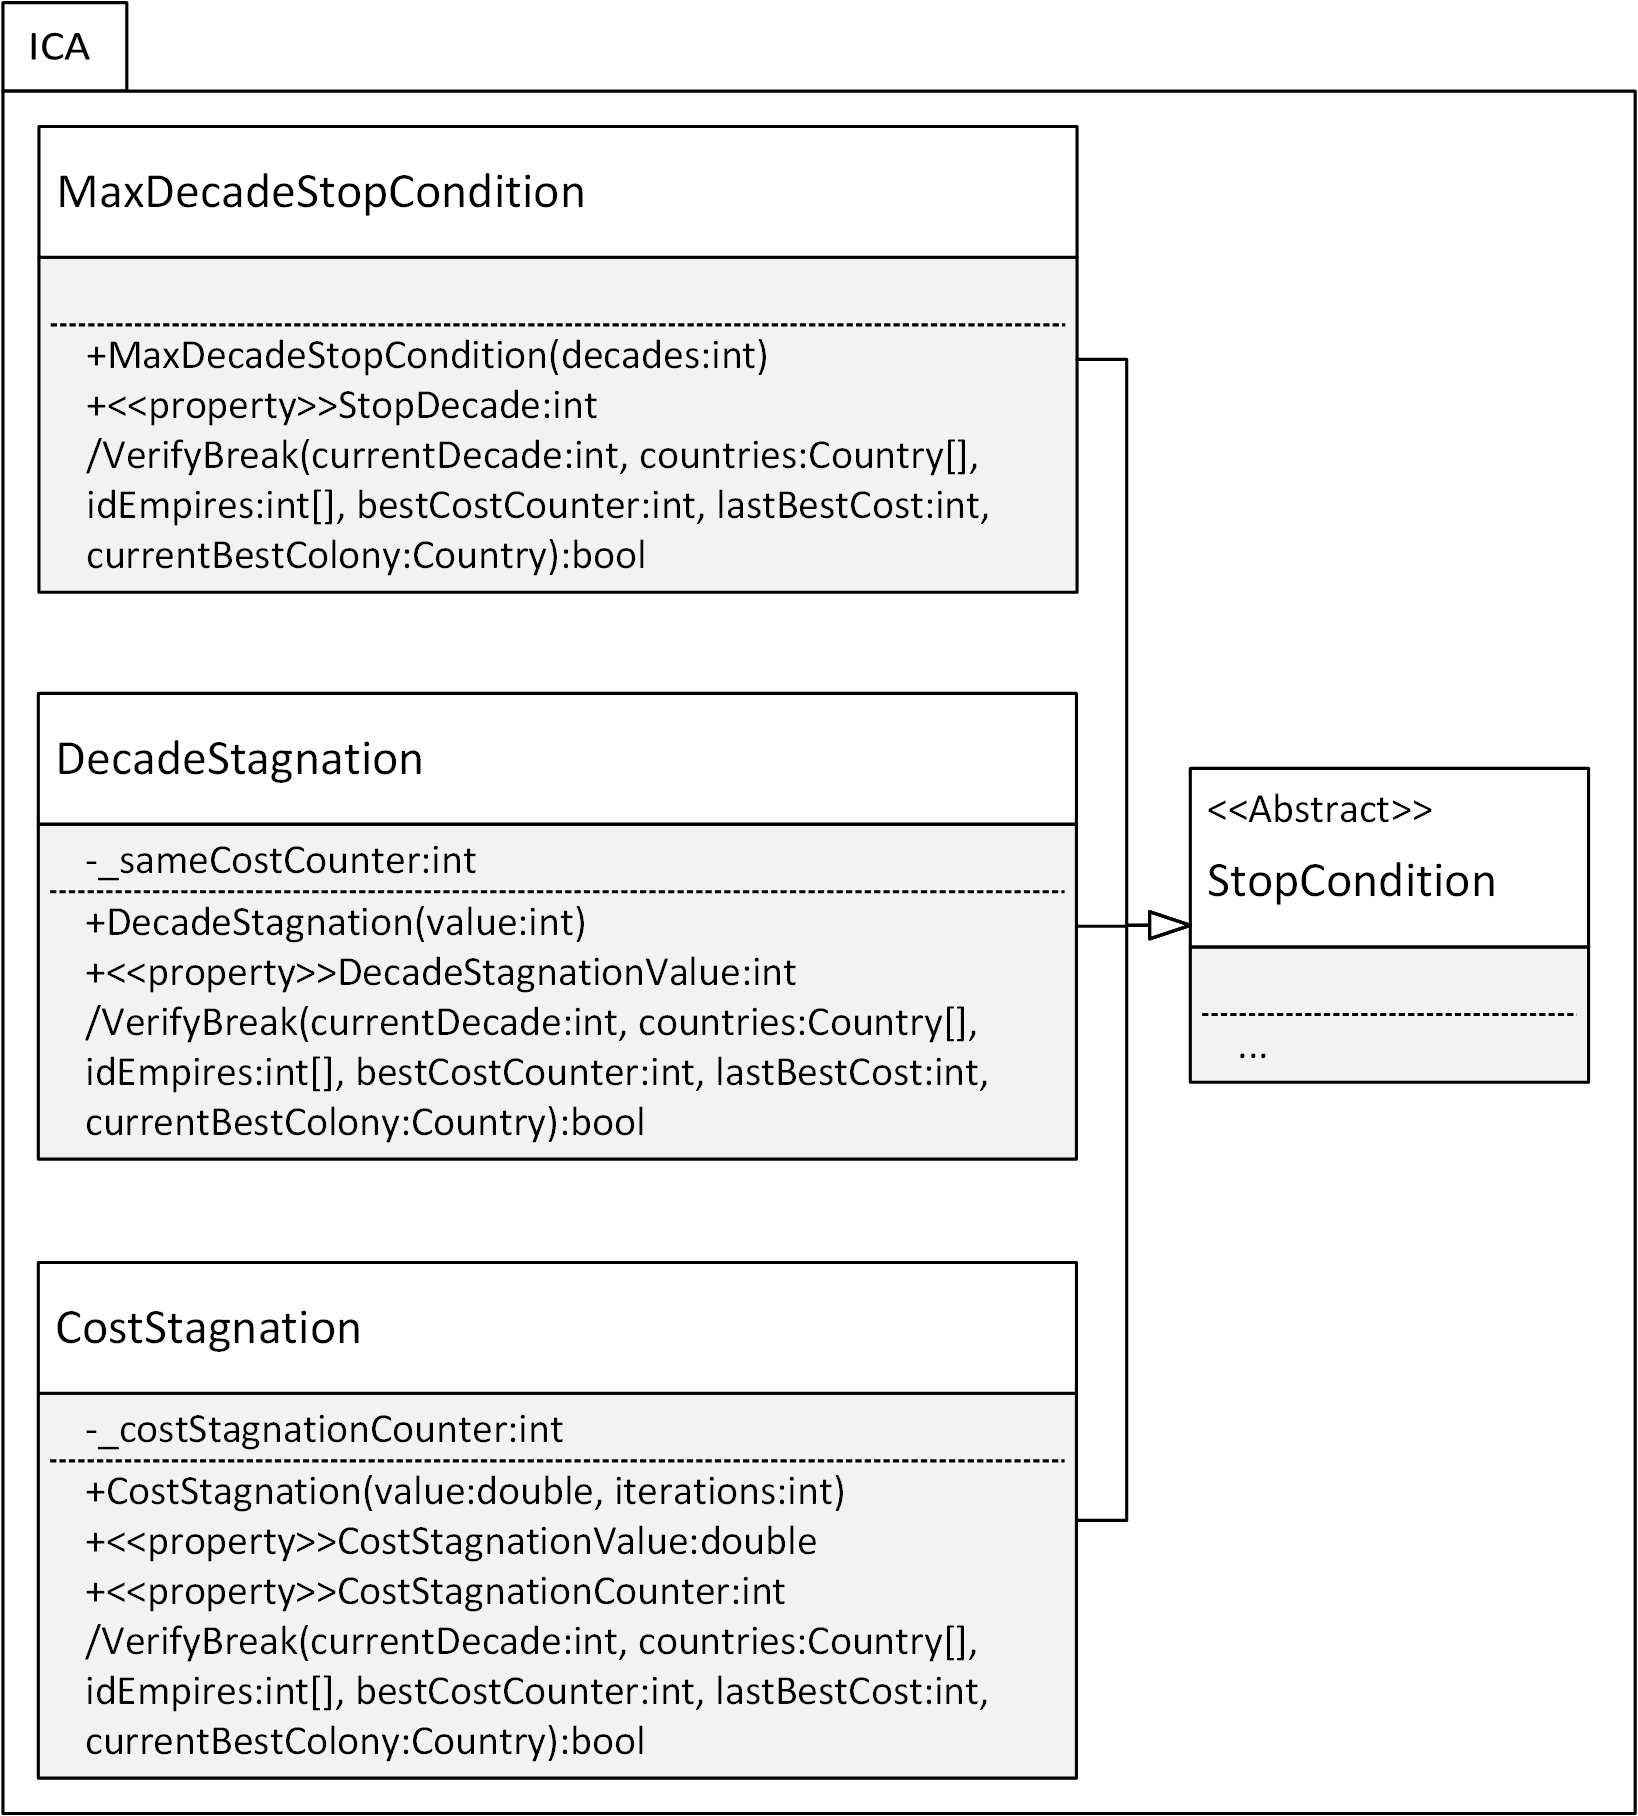 ICA
MaxDecadeStopCondition
+MaxDecadeStopCondition(decades:int)
+<<property>>StopDecade:int
/VerifyBreak(currentDecade:int, countries:Country[],
idEmpires:int[], bestCostCounter:int, lastBestCost:int,
currentBestColony:Country):bool
DecadeStagnation
-_sameCostCounter:int
+DecadeStagnation(value:int)
+<<property>>DecadeStagnationValue:int
/VerifyBreak(currentDecade:int, countries:Country[],
idEmpires:int[], bestCostCounter:int, lastBestCost:int,
currentBestColony:Country):bool
<<Abstract>>
StopCondition
...
CostStagnation
-_costStagnationCounter:int
+CostStagnation(value:double, iterations:int)
+<<property>>CostStagnationValue:double
+<<property>>CostStagnationCounter:int
/VerifyBreak(currentDecade:int, countries:Country[],
idEmpires:int[], bestCostCounter:int, lastBestCost:int,
currentBestColony:Country):bool